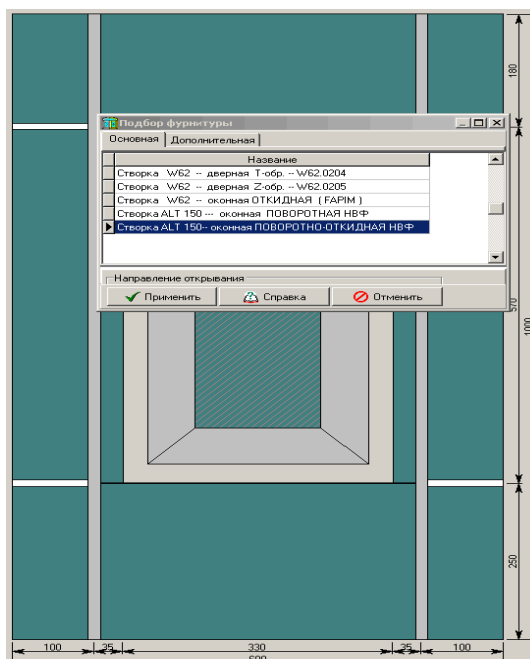 180
Подбор фурнитуры
Основная Дополнительная
Название
Створка W62 -- дверная Т-обр. -- W62.0204
Створка W62 -- дверная Z-обр. -- W62.0205
Створка W62 -- оконная ОТКИДНАЯ ( FAPIM )
Створка ALT 150 --- оконная ПОВОРОТНАЯ НВФ
Створка ALT 150-- оконная ПОВОРОТНО-ОТКИДНАЯ НВФ
Направление открывания
Применить Справка Отменить
570
1000
250
100 35 330 35 100